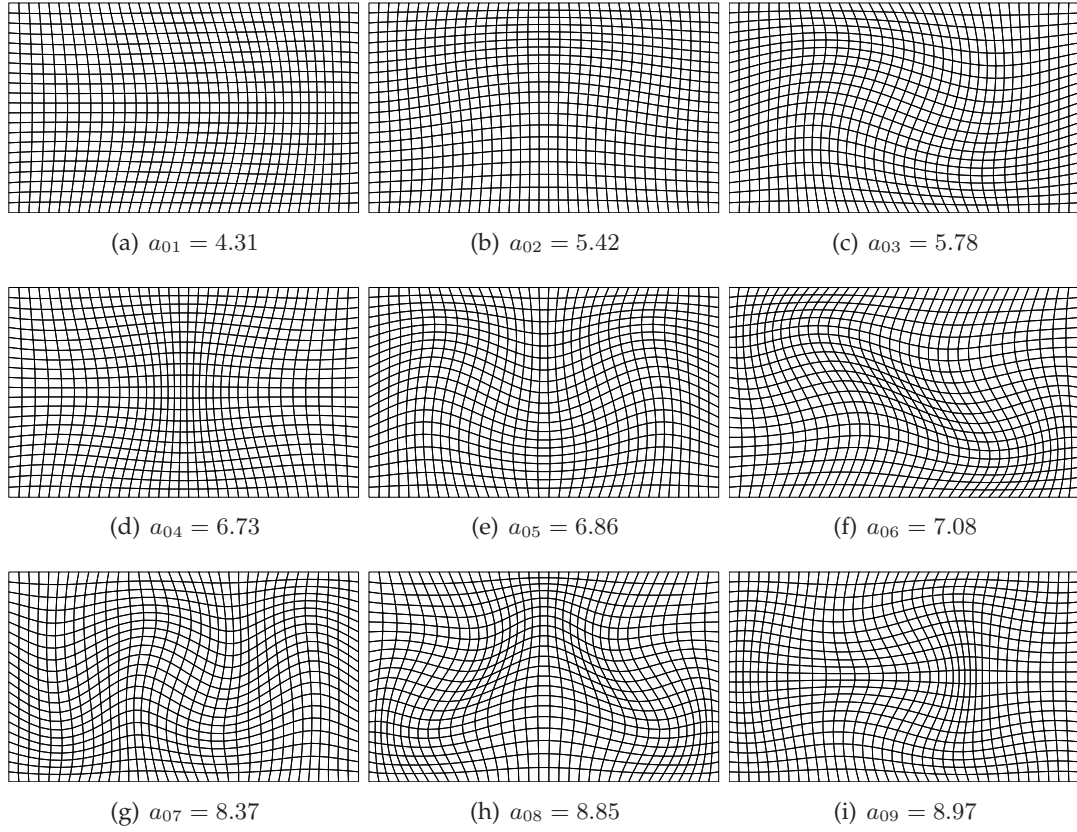 (a) a₀₁ = 4.31
(b) a₀₂ = 5.42
(c) a₀₃ = 5.78
(d) a₀₄ = 6.73
(e) a₀₅ = 6.86
(f) a₀₆ = 7.08
(g) a₀₇ = 8.37
(h) a₀₈ = 8.85
(i) a₀₉ = 8.97